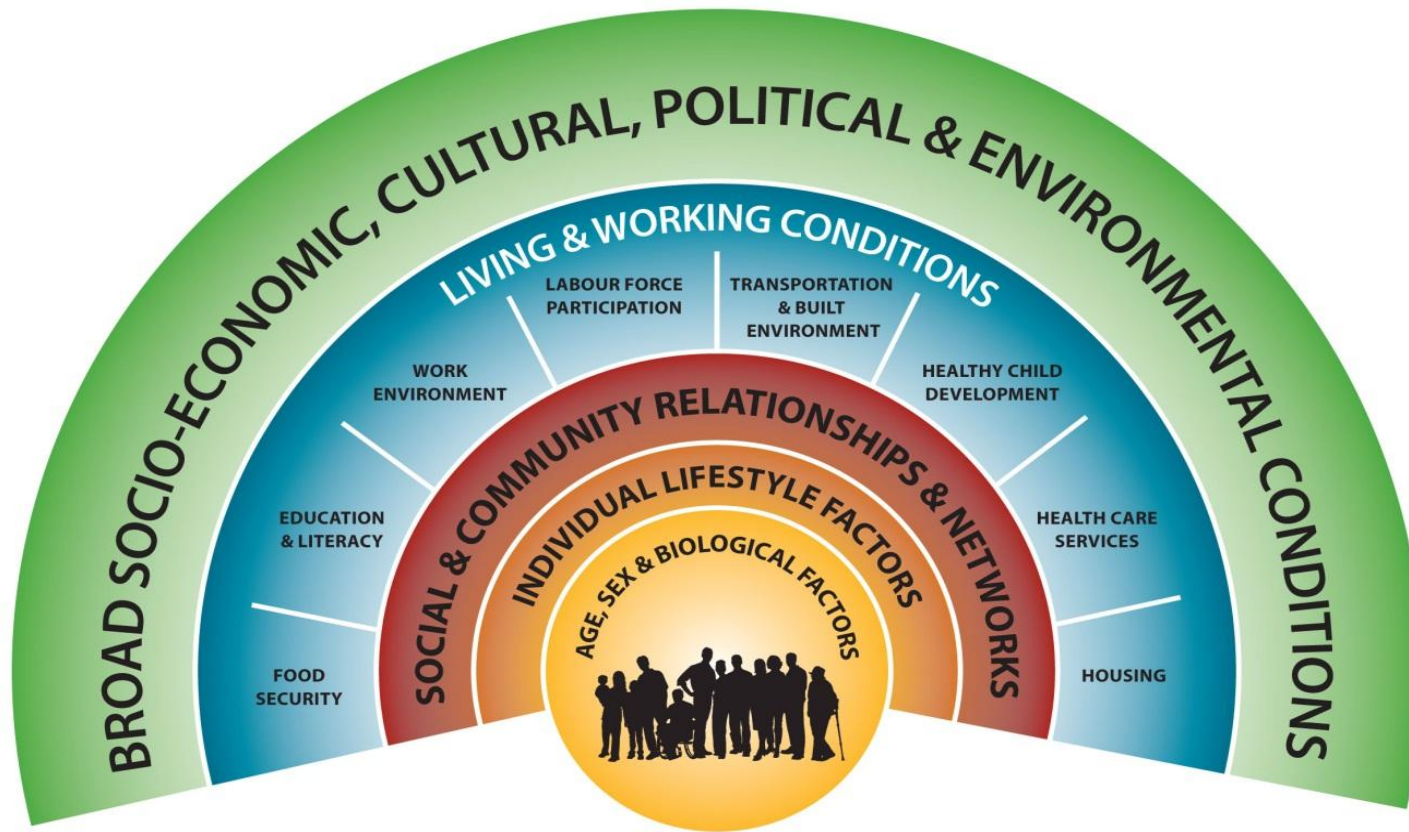 BROAD SOCIO-ECONOMIC, CULTURAL, POLITICAL & ENVIRONMENTAL CONDITIONS
LIVING & WORKING CONDITIONS
FOOD
SECURITY
EDUCATION
& LITERACY
WORK
ENVIRONMENT
LABOUR FORCE
PARTICIPATION
TRANSPORTATION
& BUILT
ENVIRONMENT
HEALTHY CHILD
DEVELOPMENT
HEALTH CARE
SERVICES
HOUSING
SOCIAL & COMMUNITY RELATIONSHIPS & NETWORKS
INDIVIDUAL LIFESTYLE FACTORS
AGE, SEX & BIOLOGICAL FACTORS